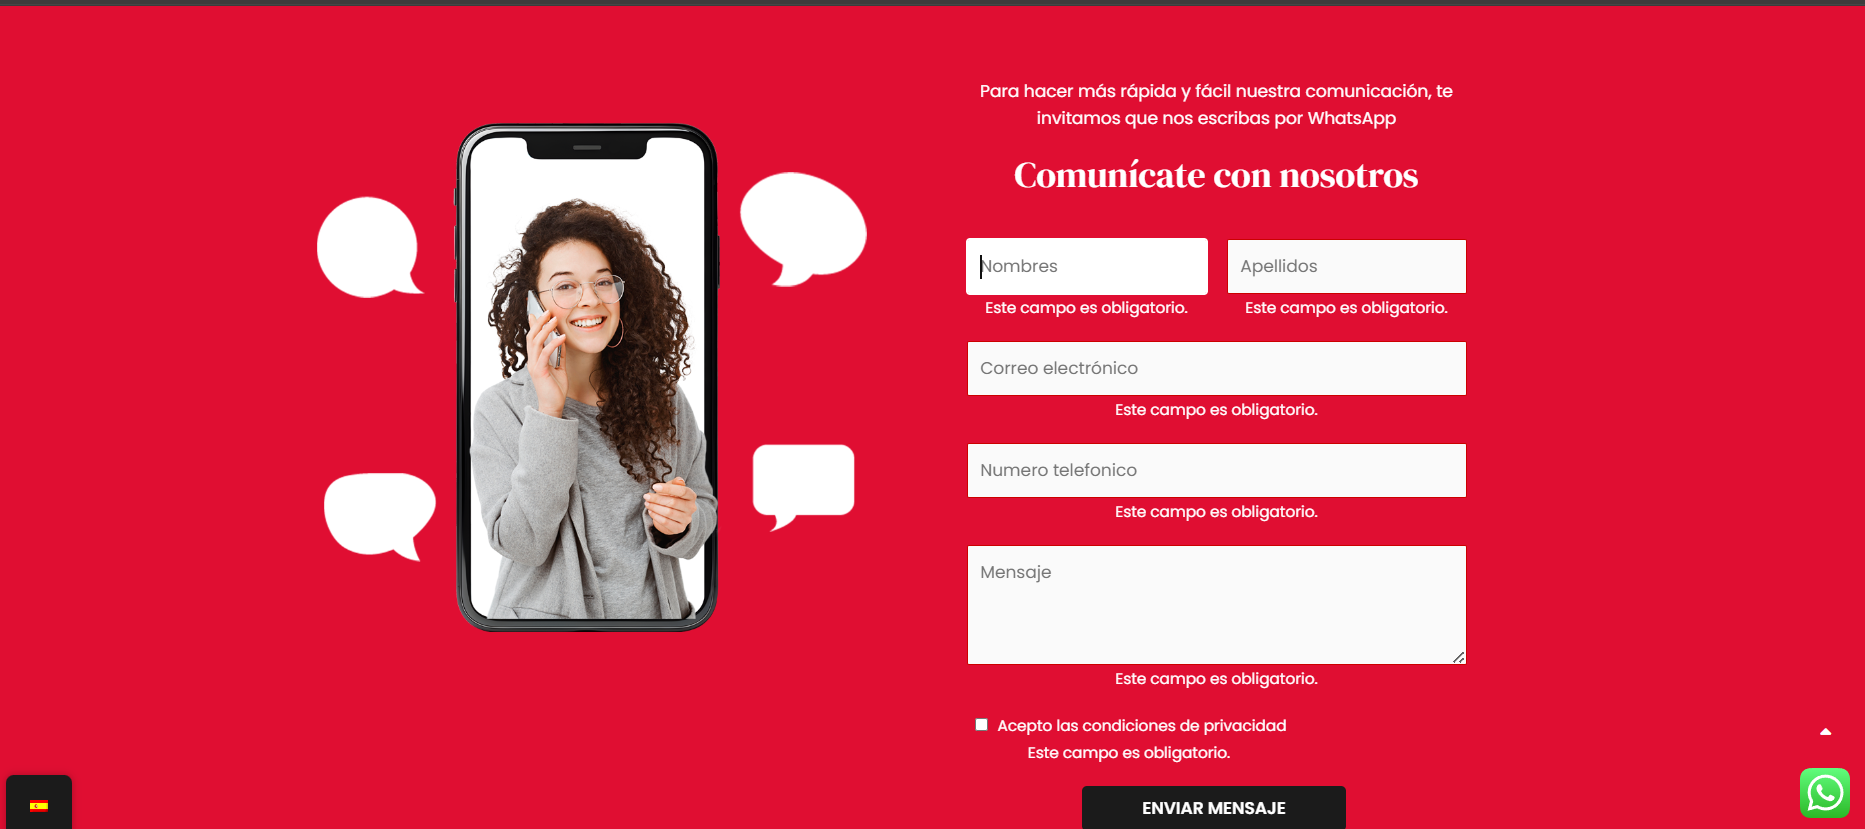 Para hacer más rápida y fácil nuestra comunicación, te
invitamos que nos escribas por WhatsApp
Comunícate con nosotros
Nombres
Apellidos
Este campo es obligatorio.
Este campo es obligatorio.
Correo electrónico
Este campo es obligatorio.
Numero telefonico
Este campo es obligatorio.
Mensaje
Este campo es obligatorio.
Acepto las condiciones de privacidad
Este campo es obligatorio.
ENVIAR MENSAJE